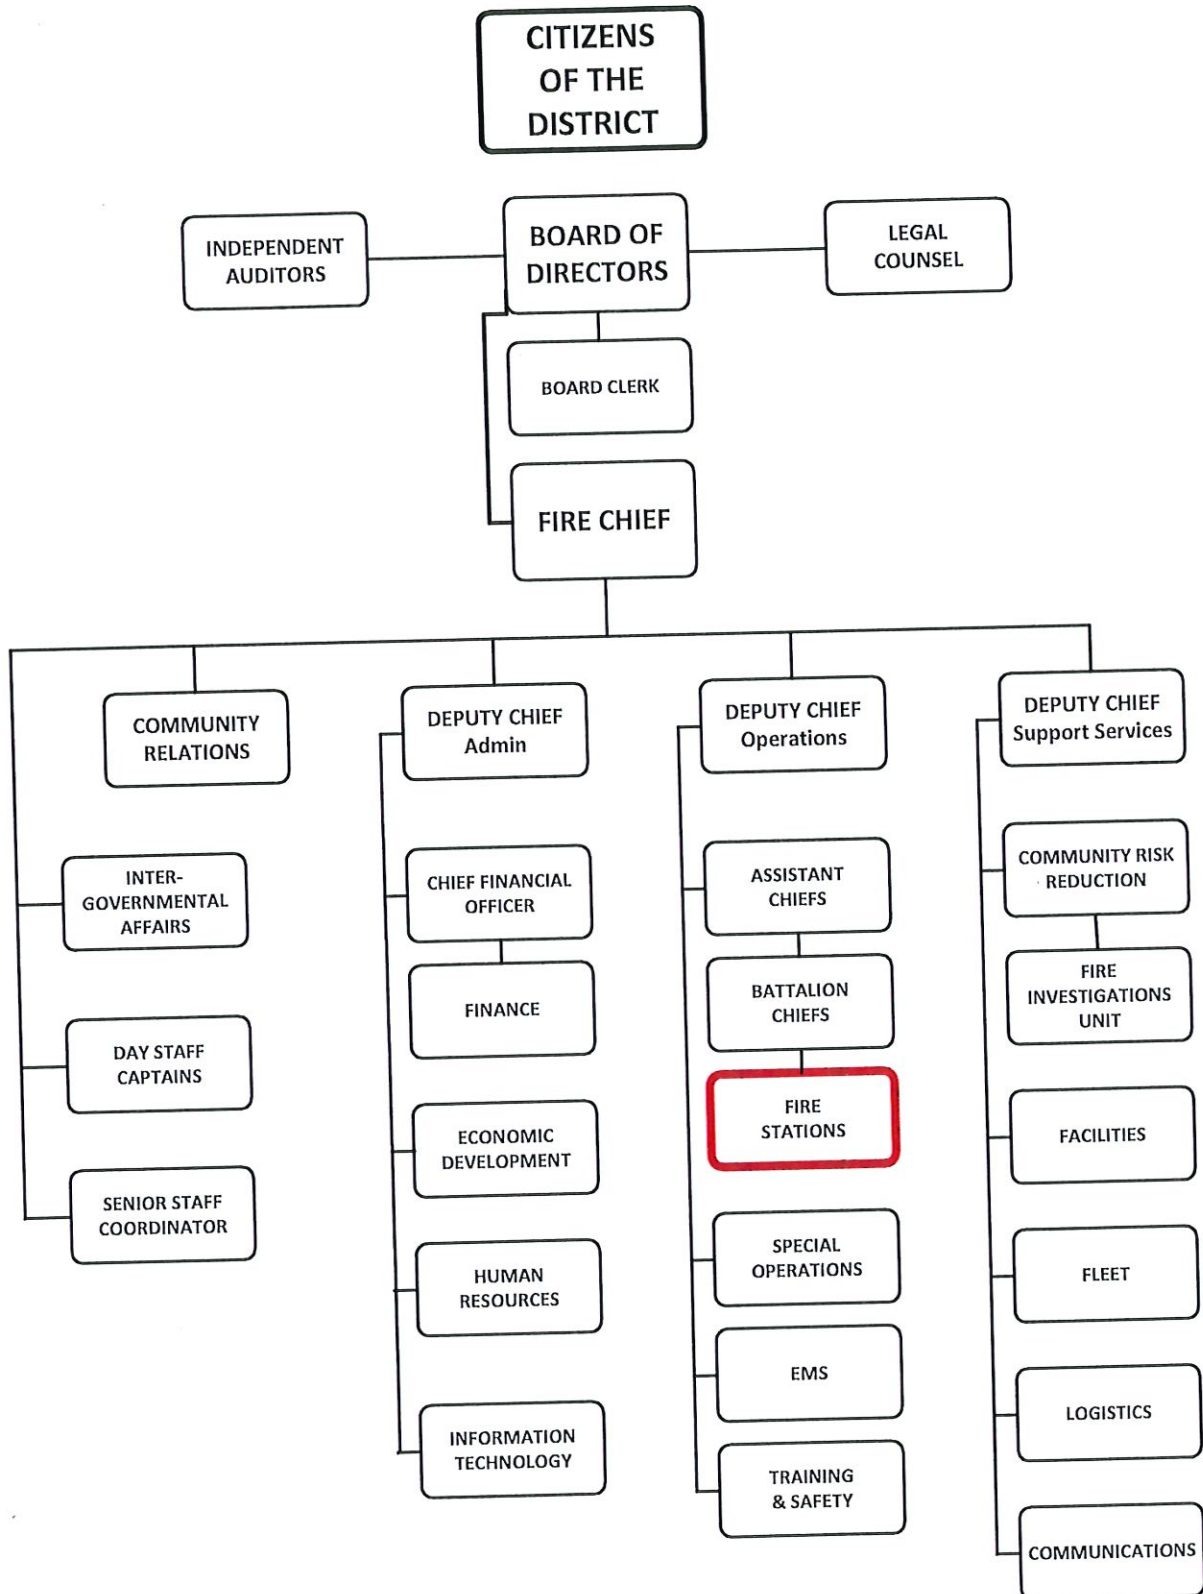 CITIZENS
OF THE
DISTRICT
INDEPENDENT
AUDITORS
BOARD OF
DIRECTORS
LEGAL
COUNSEL
BOARD CLERK
FIRE CHIEF
COMMUNITY
RELATIONS
DEPUTY CHIEF
Admin
DEPUTY CHIEF
Operations
DEPUTY CHIEF
Support Services
INTER-
GOVERNMENTAL
AFFAIRS
DAY STAFF
CAPTAINS
SENIOR STAFF
COORDINATOR
CHIEF FINANCIAL
OFFICER
FINANCE
ECONOMIC
DEVELOPMENT
HUMAN
RESOURCES
INFORMATION
TECHNOLOGY
ASSISTANT
CHIEFS
BATTALION
CHIEFS
FIRE
STATIONS
SPECIAL
OPERATIONS
EMS
TRAINING
& SAFETY
COMMUNITY RISK
REDUCTION
FIRE
INVESTIGATIONS
UNIT
FACILITIES
FLEET
LOGISTICS
COMMUNICATIONS